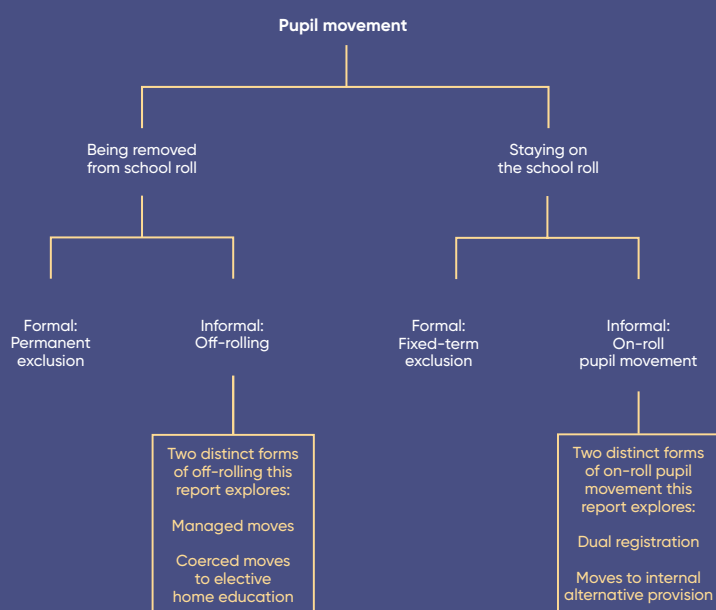 Pupil movement
Being removed
from school roll
Staying on
the school roll
Formal:
Permanent
exclusion
Informal:
Off-rolling
Formal:
Fixed-term
exclusion
Informal:
On-roll
pupil movement
Two distinct forms
of off-rolling this
report explores:
Managed moves
Coerced moves
to elective
home education
Two distinct forms
of on-roll pupil
movement this
report explores:
Dual registration
Moves to internal
alternative provision